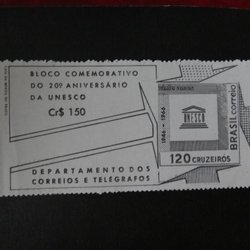 BLOCO COMEMORATIVO
DO 20º ANIVERSÁRIO
DA UNESCO
Cr$ 150
DEPARTAMENTO DOS
CORREIOS E TELÉGRAFOS
UNESCO
1946 - 1966
120 CRUZEIROS
BRASIL correio